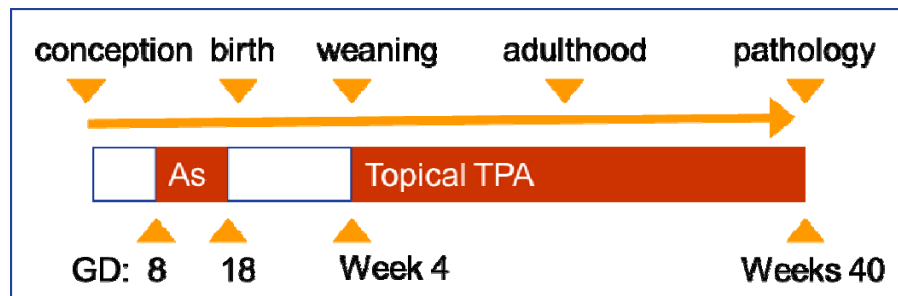 conception birth weaning adulthood pathology
As Topical TPA
GD: 8 18 Week 4 Weeks 40